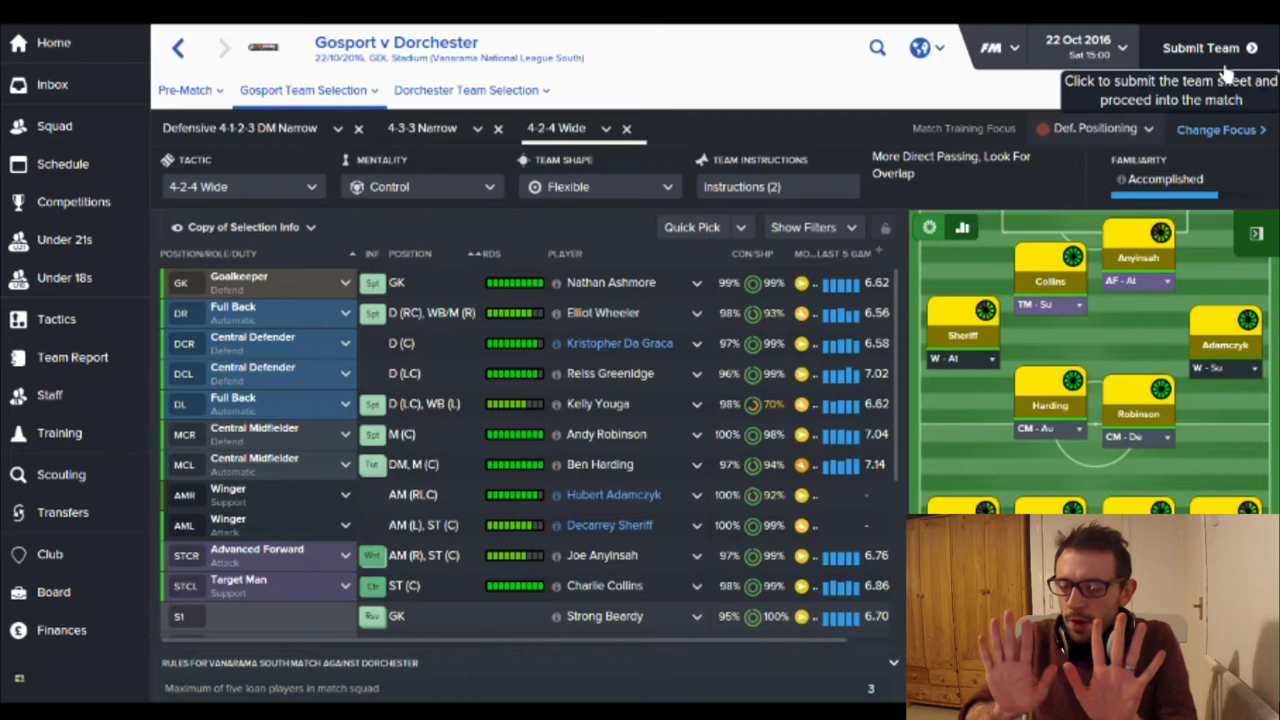 Home
Inbox
Squad
Schedule
Competitions
Under 21s
Under 18s
Tactics
Team Report
Staff
Training
Scouting
Transfers
Club
Board
Finances
Gosport v Dorchester
22/10/2016, GDL Stadium (Vanarama National League South)
FM
22 Oct 2016
Sat 15:00
Submit Team
Click to submit the team sheet and
proceed into the match
Pre-Match
Gosport Team Selection
Dorchester Team Selection
Defensive 4-1-2-3 DM Narrow
4-3-3 Narrow
4-2-4 Wide
Match Training Focus
Def. Positioning
Change Focus
TACTIC
4-2-4 Wide
MENTALITY
Control
TEAM SHAPE
Flexible
TEAM INSTRUCTIONS
Instructions (2)
More Direct Passing, Look For
Overlap
FAMILIARITY
Accomplished
Copy of Selection Info
Quick Pick
Show Filters
POSITION/ROLE/DUTY INF POSITION RDS PLAYER CON/SHP MO... LAST 5 GAM
GK Goalkeeper Defend Spt GK Nathan Ashmore 99% 99% .. 6.62
DR Full Back Automatic Spt D (RC), WB/M (R) Elliot Wheeler 98% 93% .. 6.56
DCR Central Defender Defend D (C) Kristopher Da Graca 97% 99% .. 6.58
DCL Central Defender Defend D (LC) Reiss Greenidge 96% 99% .. 7.02
DL Full Back Automatic Spt D (LC), WB (L) Kelly Youga 98% 70% .. 6.62
MCR Central Midfielder Defend Spt M (C) Andy Robinson 100% 98% .. 7.04
MCL Central Midfielder Automatic Tut DM, M (C) Ben Harding 97% 94% .. 7.14
AMR Winger Support AM (RLC) Hubert Adamczyk 100% 92% .. -
AML Winger Attack AM (L), ST (C) Decarrey Sheriff 100% 99% .. -
STCR Advanced Forward Attack Wnt AM (R), ST (C) Joe Anyinsah 97% 99% .. 6.76
STCL Target Man Support Ctr ST (C) Charlie Collins 98% 99% .. 6.86
S1 Rsv GK Strong Beardy 95% 100% .. 6.70
RULES FOR VANARAMA SOUTH MATCH AGAINST DORCHESTER
Maximum of five loan players in match squad
3
Anyinsah
AF - At
Collins
TM - Su
Sheriff
W - At
Adamczyk
W - Su
Harding
CM - Au
Robinson
CM - De